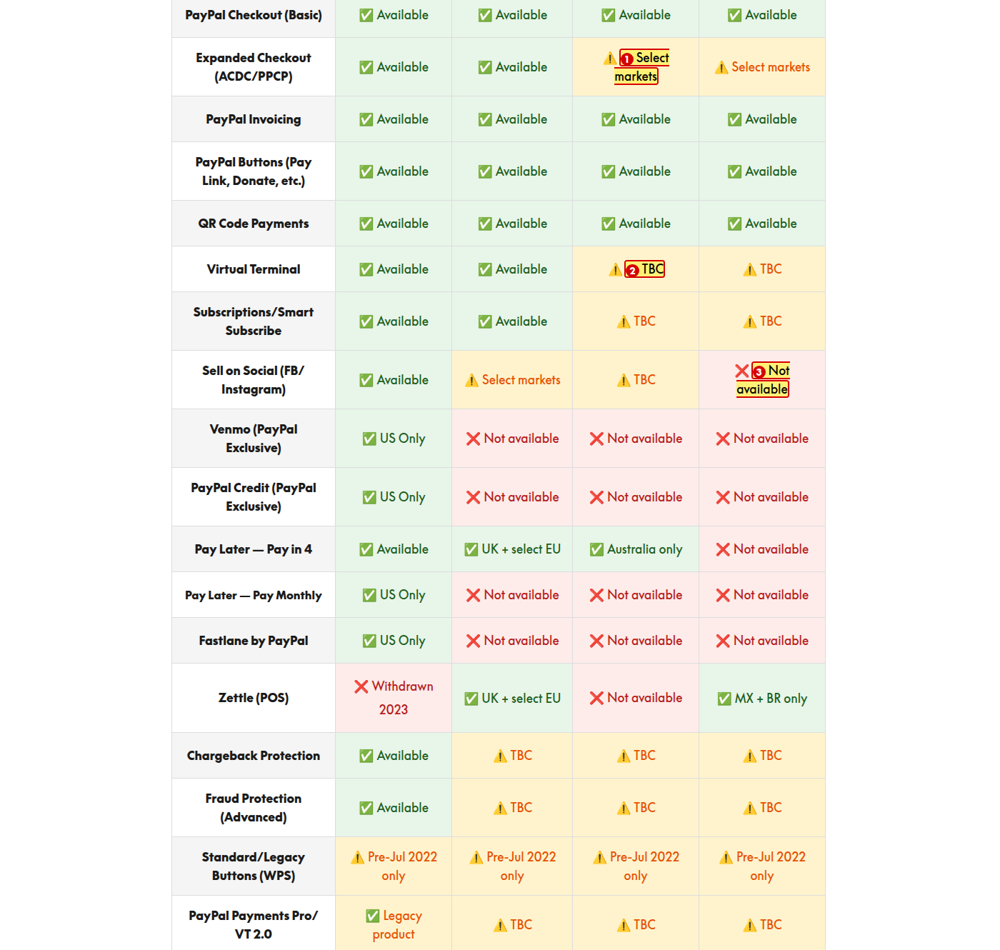 PayPal Checkout (Basic) ✅ Available ✅ Available ✅ Available ✅ Available
Expanded Checkout
(ACDC/PPCP)
✅ Available ✅ Available
⚠️ 1 Select
markets
⚠️ Select markets
PayPal Invoicing ✅ Available ✅ Available ✅ Available ✅ Available
PayPal Buttons (Pay
Link, Donate, etc.)
✅ Available ✅ Available ✅ Available ✅ Available
QR Code Payments ✅ Available ✅ Available ✅ Available ✅ Available
Virtual Terminal ✅ Available ✅ Available ⚠️ 2 TBC ⚠️ TBC
Subscriptions/Smart
Subscribe
✅ Available ✅ Available ⚠️ TBC ⚠️ TBC
Sell on Social (FB/
Instagram)
✅ Available ⚠️ Select markets ⚠️ TBC
❌ 3 Not
available
Venmo (PayPal
Exclusive)
✅ US Only ❌ Not available ❌ Not available ❌ Not available
PayPal Credit (PayPal
Exclusive)
✅ US Only ❌ Not available ❌ Not available ❌ Not available
Pay Later — Pay in 4 ✅ Available ✅ UK + select EU ✅ Australia only ❌ Not available
Pay Later — Pay Monthly ✅ US Only ❌ Not available ❌ Not available ❌ Not available
Fastlane by PayPal ✅ US Only ❌ Not available ❌ Not available ❌ Not available
Zettle (POS)
❌ Withdrawn
2023
✅ UK + select EU ❌ Not available ✅ MX + BR only
Chargeback Protection ✅ Available ⚠️ TBC ⚠️ TBC ⚠️ TBC
Fraud Protection
(Advanced)
✅ Available ⚠️ TBC ⚠️ TBC ⚠️ TBC
Standard/Legacy
Buttons (WPS)
⚠️ Pre-Jul 2022
only
⚠️ Pre-Jul 2022
only
⚠️ Pre-Jul 2022
only
⚠️ Pre-Jul 2022
only
PayPal Payments Pro/
VT 2.0
✅ Legacy
product
⚠️ TBC ⚠️ TBC ⚠️ TBC